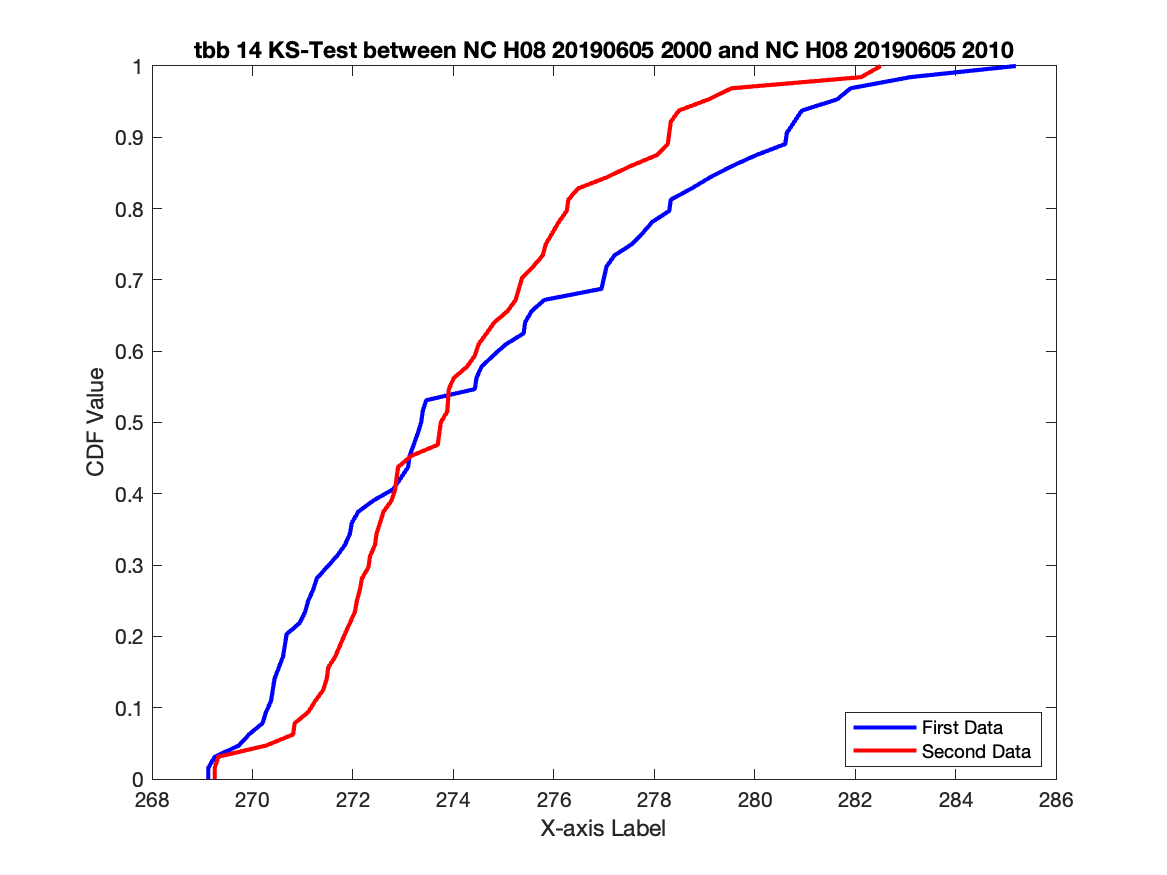 tbb 14 KS-Test between NC H08 20190605 2000 and NC H08 20190605 2010
1
0.9
0.8
0.7
0.6
0.5
0.4
0.3
0.2
0.1
0
CDF Value
First Data
Second Data
268 270 272 274 276 278 280 282 284 286
X-axis Label